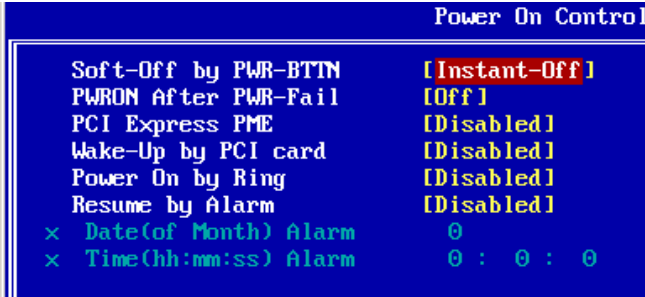 Power On Control
Soft-Off by PWR-BTTN [Instant-Off]
PWRON After PWR-Fail [Off]
PCI Express PME [Disabled]
Wake-Up by PCI card [Disabled]
Power On by Ring [Disabled]
Resume by Alarm [Disabled]
x Date(of Month) Alarm 0
x Time(hh:mm:ss) Alarm 0 : 0 : 0